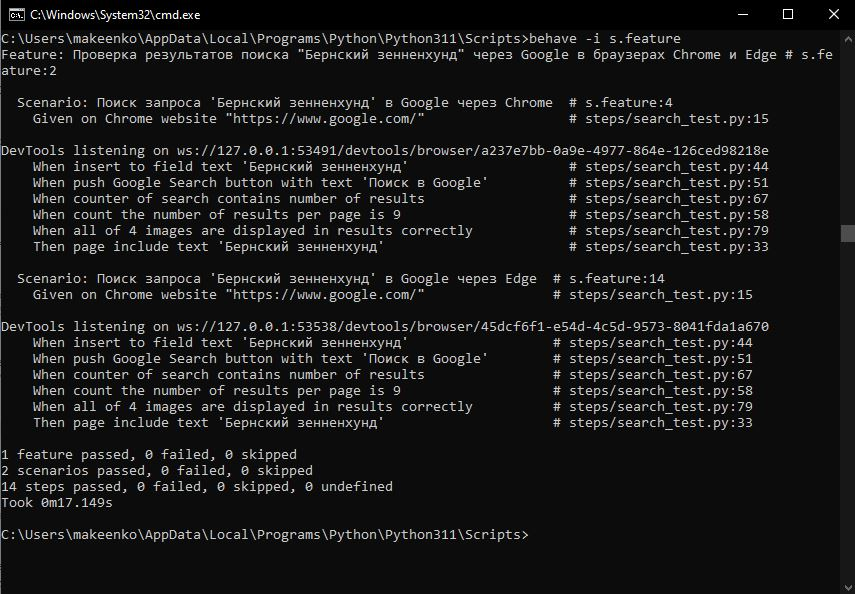 C:\Windows\System32\cmd.exe
C:\Users\makeenko\AppData\Local\Programs\Python\Python311\Scripts>behave -i s.feature
Feature: Проверка результатов поиска "Бернский зенненхунд" через Google в браузерах Chrome и Edge # s.fe
ature:2
Scenario: Поиск запроса 'Бернский зенненхунд' в Google через Chrome # s.feature:4
Given on Chrome website "https://www.google.com/" # steps/search_test.py:15
DevTools listening on ws://127.0.0.1:53491/devtools/browser/a237e7bb-0a9e-4977-864e-126ced98218e
When insert to field text 'Бернский зенненхунд' # steps/search_test.py:44
When push Google Search button with text 'Поиск в Google' # steps/search_test.py:51
When counter of search contains number of results # steps/search_test.py:67
When count the number of results per page is 9 # steps/search_test.py:58
When all of 4 images are displayed in results correctly # steps/search_test.py:79
Then page include text 'Бернский зенненхунд' # steps/search_test.py:33
Scenario: Поиск запроса 'Бернский зенненхунд' в Google через Edge # s.feature:14
Given on Chrome website "https://www.google.com/" # steps/search_test.py:15
DevTools listening on ws://127.0.0.1:53538/devtools/browser/45dcf6f1-e54d-4c5d-9573-8041fda1a670
When insert to field text 'Бернский зенненхунд' # steps/search_test.py:44
When push Google Search button with text 'Поиск в Google' # steps/search_test.py:51
When counter of search contains number of results # steps/search_test.py:67
When count the number of results per page is 9 # steps/search_test.py:58
When all of 4 images are displayed in results correctly # steps/search_test.py:79
Then page include text 'Бернский зенненхунд' # steps/search_test.py:33
1 feature passed, 0 failed, 0 skipped
2 scenarios passed, 0 failed, 0 skipped
14 steps passed, 0 failed, 0 skipped, 0 undefined
Took 0m17.149s
C:\Users\makeenko\AppData\Local\Programs\Python\Python311\Scripts>